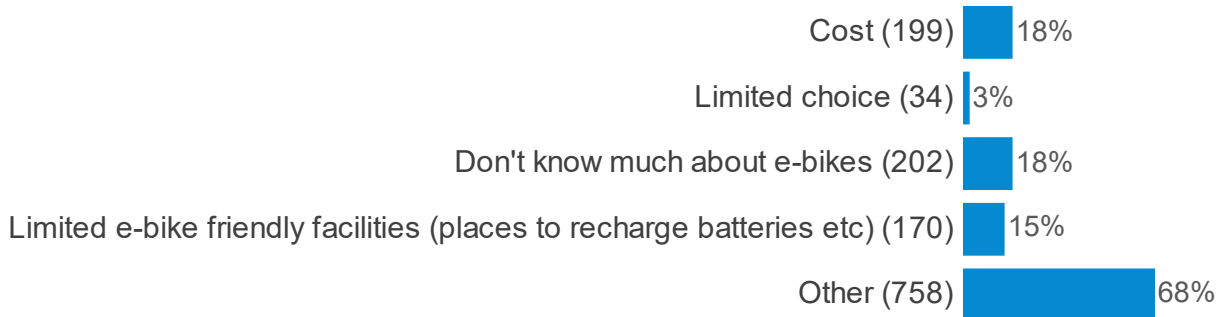 Cost (199) 18%
Limited choice (34) 3%
Don't know much about e-bikes (202) 18%
Limited e-bike friendly facilities (places to recharge batteries etc) (170) 15%
Other (758) 68%